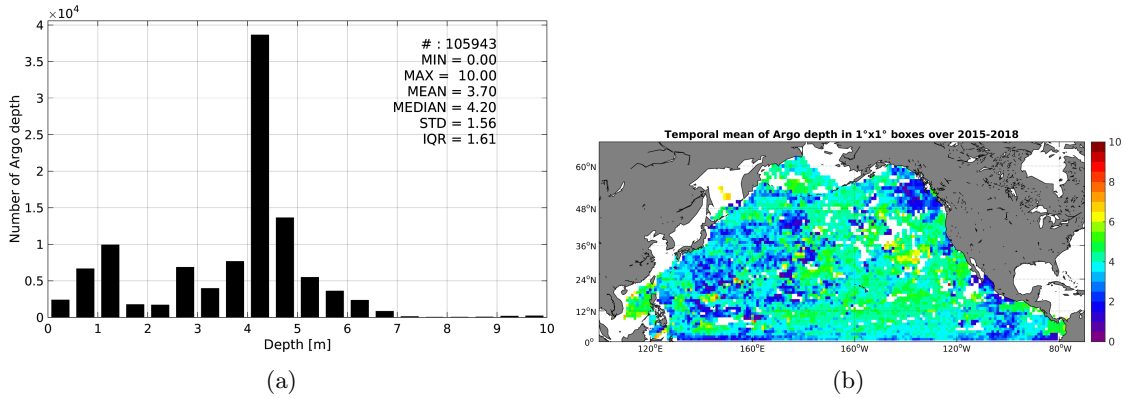 ×10⁴
4
3.5
3
2.5
2
1.5
1
0.5
0
Number of Argo depth
# : 105943
MIN = 0.00
MAX = 10.00
MEAN = 3.70
MEDIAN = 4.20
STD = 1.56
IQR = 1.61
0 1 2 3 4 5 6 7 8 9 10
Depth [m]
(a)
Temporal mean of Argo depth in 1°x1° boxes over 2015-2018
60°N
48°N
36°N
24°N
12°N
0°
120°E 160°E 160°W 120°W 80°W
10
8
6
4
2
0
(b)